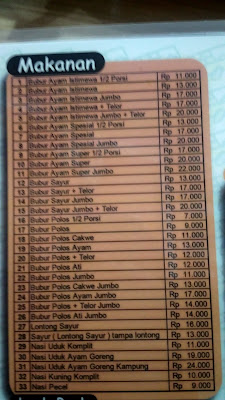 Makanan
1 Bubur Ayam Istimewa 1/2 Porsi Rp 11.000
2 Bubur Ayam Istimewa Rp 13.000
3 Bubur Ayam Istimewa Jumbo Rp 17.000
4 Bubur Ayam Istimewa + Telor Rp 17.000
5 Bubur Ayam Istimewa Jumbo + Telor Rp 20.000
6 Bubur Ayam Spesial 1/2 Porsi Rp 13.000
7 Bubur Ayam Spesial Rp 17.000
8 Bubur Ayam Spesial Jumbo Rp 20.000
9 Bubur Ayam Super 1/2 Porsi Rp 17.000
10 Bubur Ayam Super Rp 20.000
11 Bubur Ayam Super Jumbo Rp 22.000
12 Bubur Sayur Rp 13.000
13 Bubur Sayur + Telor Rp 17.000
14 Bubur Sayur Jumbo Rp 17.000
15 Bubur Sayur Jumbo + Telor Rp 20.000
16 Bubur Polos 1/2 Porsi Rp 7.000
17 Bubur Polos Rp 9.000
18 Bubur Polos Cakwe Rp 11.000
19 Bubur Polos Ayam Rp 13.000
20 Bubur Polos + Telor Rp 12.000
21 Bubur Polos Ati Rp 12.000
22 Bubur Polos Jumbo Rp 11.000
23 Bubur Polos Cakwe Jumbo Rp 13.000
24 Bubur Polos Ayam Jumbo Rp 17.000
25 Bubur Polos + Telor Jumbo Rp 14.000
26 Bubur Polos Ati Jumbo Rp 14.000
27 Lontong Sayur Rp 16.000
28 Sayur ( Lontong Sayur ) tampa lontong Rp 13.000
29 Nasi Uduk Komplit Rp 11.000
30 Nasi Uduk Ayam Goreng Rp 19.000
31 Nasi Uduk Ayam Goreng Kampung Rp 24.000
32 Nasi Kuning Komplit Rp 10.000
33 Nasi Pecel Rp 9.000